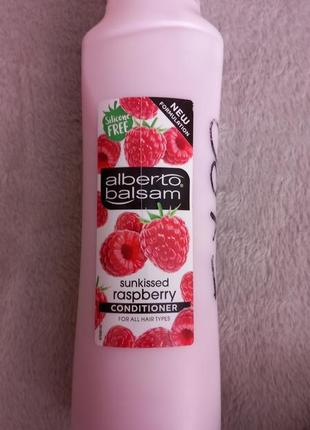 Silicone
FREE
NEW
FORMULATION
alberto®
balsam
sunkissed
raspberry
CONDITIONER
FOR ALL HAIR TYPES